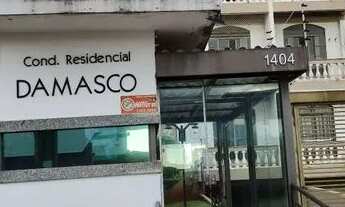 Cond. Residencial
DAMASCO
1404